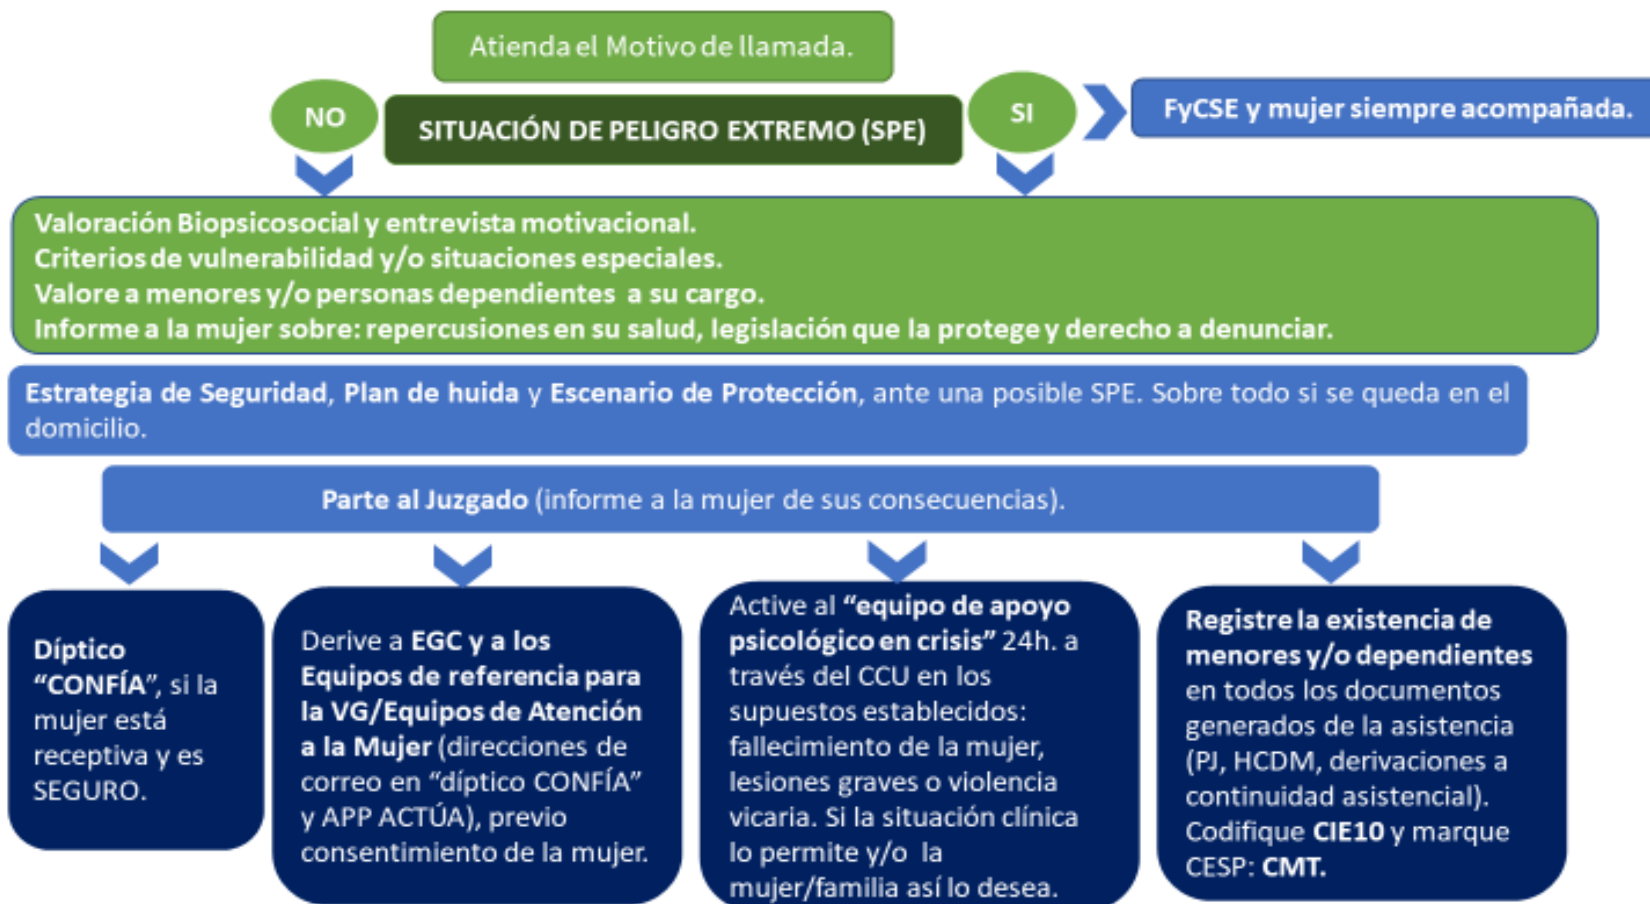 Atienda el Motivo de llamada.
NO
SITUACIÓN DE PELIGRO EXTREMO (SPE)
SI
FyCSE y mujer siempre acompañada.
Valoración Biopsicosocial y entrevista motivacional.
Criterios de vulnerabilidad y/o situaciones especiales.
Valore a menores y/o personas dependientes a su cargo.
Informe a la mujer sobre: repercusiones en su salud, legislación que la protege y derecho a denunciar.
Estrategia de Seguridad, Plan de huida y Escenario de Protección, ante una posible SPE. Sobre todo si se queda en el
domicilio.
Parte al Juzgado (informe a la mujer de sus consecuencias).
Díptico
“CONFÍA”, si la
mujer está
receptiva y es
SEGURO.
Derive a EGC y a los
Equipos de referencia para
la VG/Equipos de Atención
a la Mujer (direcciones de
correo en “díptico CONFÍA”
y APP ACTÚA), previo
consentimiento de la mujer.
Active al “equipo de apoyo
psicológico en crisis” 24h. a
través del CCU en los
supuestos establecidos:
fallecimiento de la mujer,
lesiones graves o violencia
vicaria. Si la situación clínica
lo permite y/o la
mujer/familia así lo desea.
Registre la existencia de
menores y/o dependientes
en todos los documentos
generados de la asistencia
(PJ, HCDM, derivaciones a
continuidad asistencial).
Codifique CIE10 y marque
CESP: CMT.